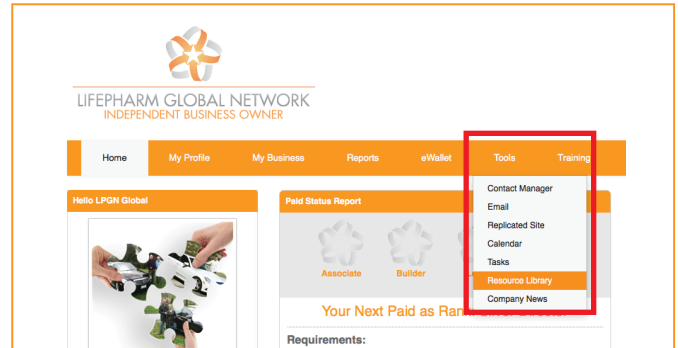 LIFEPHARM GLOBAL NETWORK
INDEPENDENT BUSINESS OWNER
Home My Profile My Business Reports eWallet Tools Training
Contact Manager
Email
Replicated Site
Calendar
Tasks
Resource Library
Company News
Hello LPGN Global
Paid Status Report
Associate Builder
Your Next Paid as Rank
Requirements: